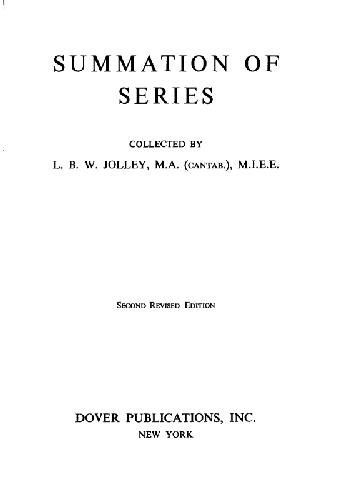 SUMMATION OF
SERIES
COLLECTED BY
L. B. W. JOLLEY, M.A. (CANTAB.), M.I.E.E.
SECOND REVISED EDITION
DOVER PUBLICATIONS, INC.
NEW YORK